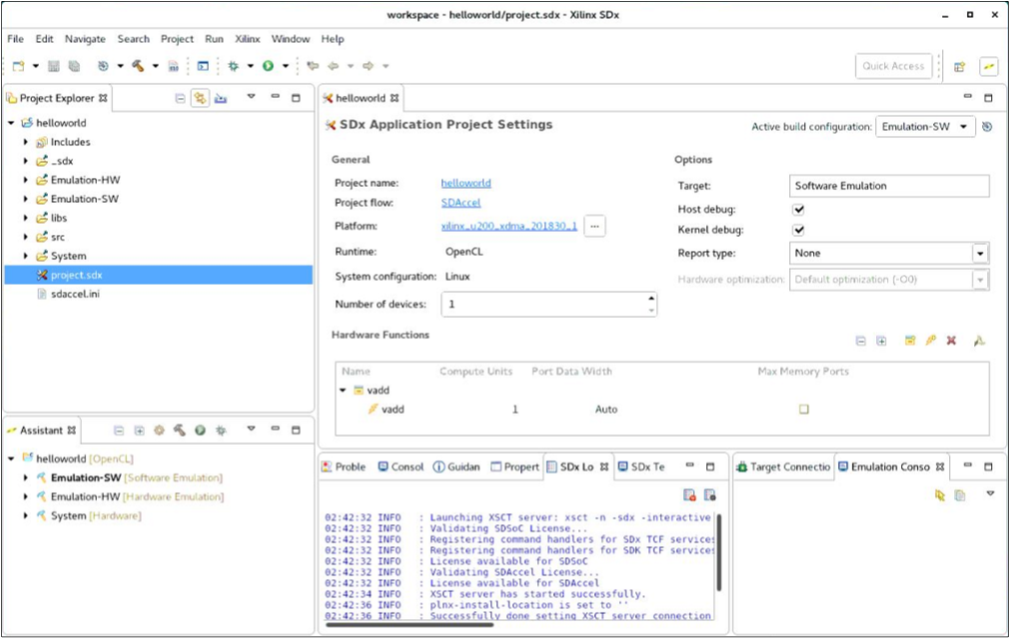 workspace - helloworld/project.sdx - Xilinx SDx
File Edit Navigate Search Project Run Xilinx Window Help
Quick Access
Project Explorer
helloworld
Includes
_sdx
Emulation-HW
Emulation-SW
libs
src
System
project.sdx
sdaccel.ini
helloworld
SDx Application Project Settings
Active build configuration: Emulation-SW
General
Project name: helloworld
Project flow: SDAccel
Platform: xilinx_u200_xdma_201830_1 ...
Runtime: OpenCL
System configuration: Linux
Number of devices: 1
Options
Target: Software Emulation
Host debug:
Kernel debug:
Report type: None
Hardware optimization: Default optimization (-O0)
Hardware Functions
Name Compute Units Port Data Width Max Memory Ports
vadd
vadd 1 Auto
Assistant
helloworld [OpenCL]
Emulation-SW [Software Emulation]
Emulation-HW [Hardware Emulation]
System [Hardware]
Proble Consol Guidan Propert SDx Lo SDx Te
02:42:32 INFO : Launching XSCT server: xsct -n -sdx -interactive
02:42:32 INFO : Validating SDSoC License...
02:42:32 INFO : Registering command handlers for SDx TCF services
02:42:32 INFO : Registering command handlers for SDK TCF services
02:42:32 INFO : License available for SDSoC
02:42:32 INFO : Validating SDAccel License...
02:42:32 INFO : License available for SDAccel
02:42:34 INFO : XSCT server has started successfully.
02:42:36 INFO : plnx-install-location is set to ''
02:42:36 INFO : Successfully done setting XSCT server connection
Target Connectio Emulation Conso